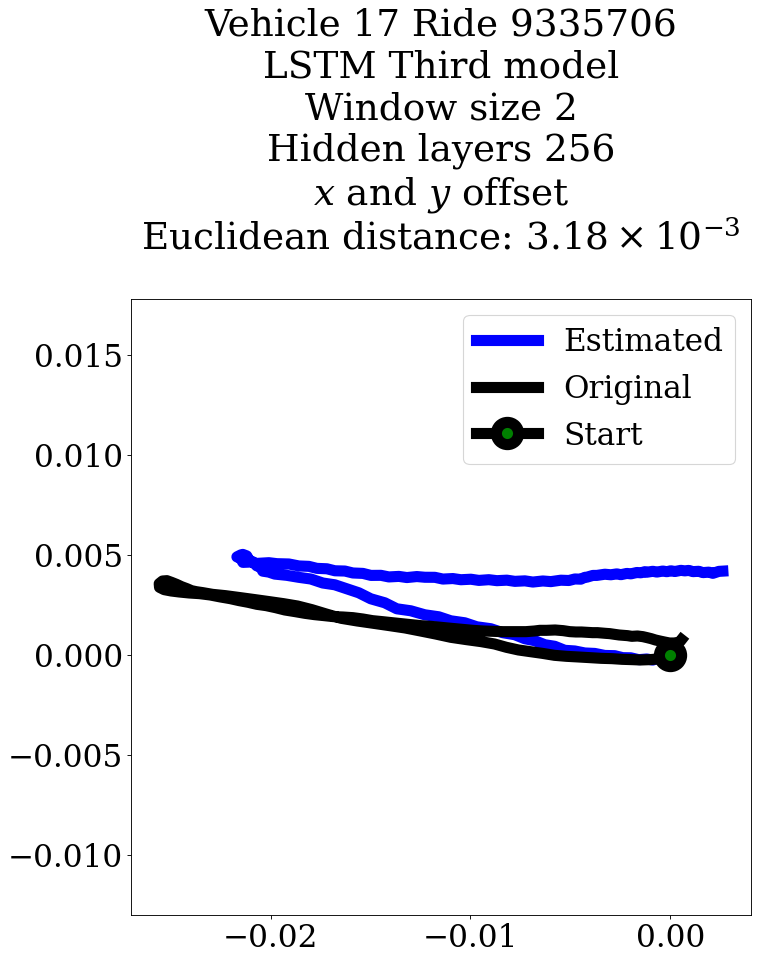 Vehicle 17 Ride 9335706
LSTM Third model
Window size 2
Hidden layers 256
x and y offset
Euclidean distance: 3.18 × 10⁻³
Estimated
Original
Start
0.015
0.010
0.005
0.000
−0.005
−0.010
−0.02
−0.01
0.00